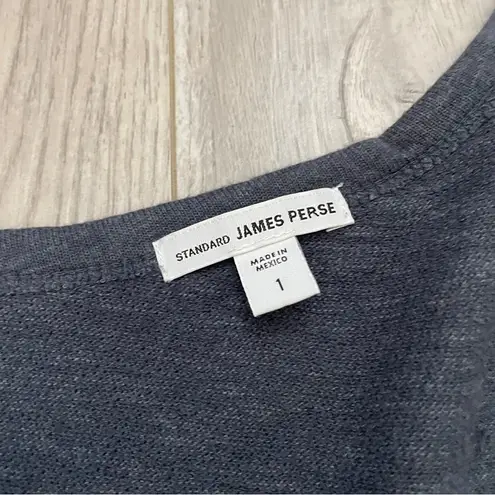 STANDARD JAMES PERSE
MADE IN
MEXICO
1